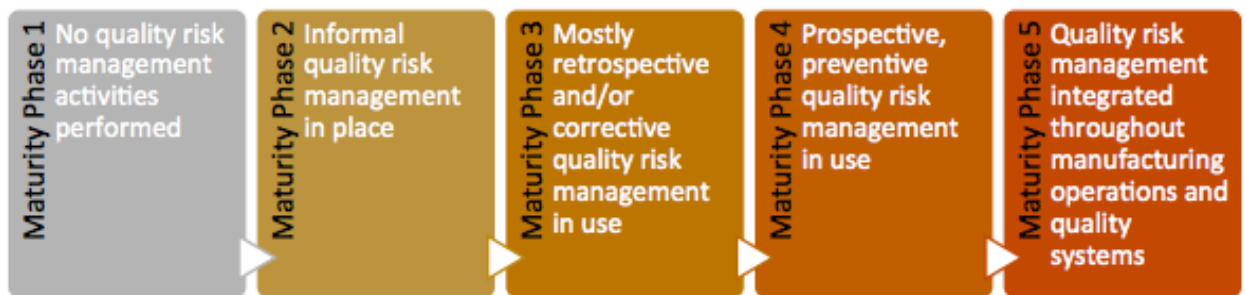 Maturity Phase 1
No quality risk
management
activities
performed
Maturity Phase 2
Informal
quality risk
management
in place
Maturity Phase 3
Mostly
retrospective
and/or
corrective
quality risk
management
in use
Maturity Phase 4
Prospective,
preventive
quality risk
management
in use
Maturity Phase 5
Quality risk
management
integrated
throughout
manufacturing
operations and
quality
systems